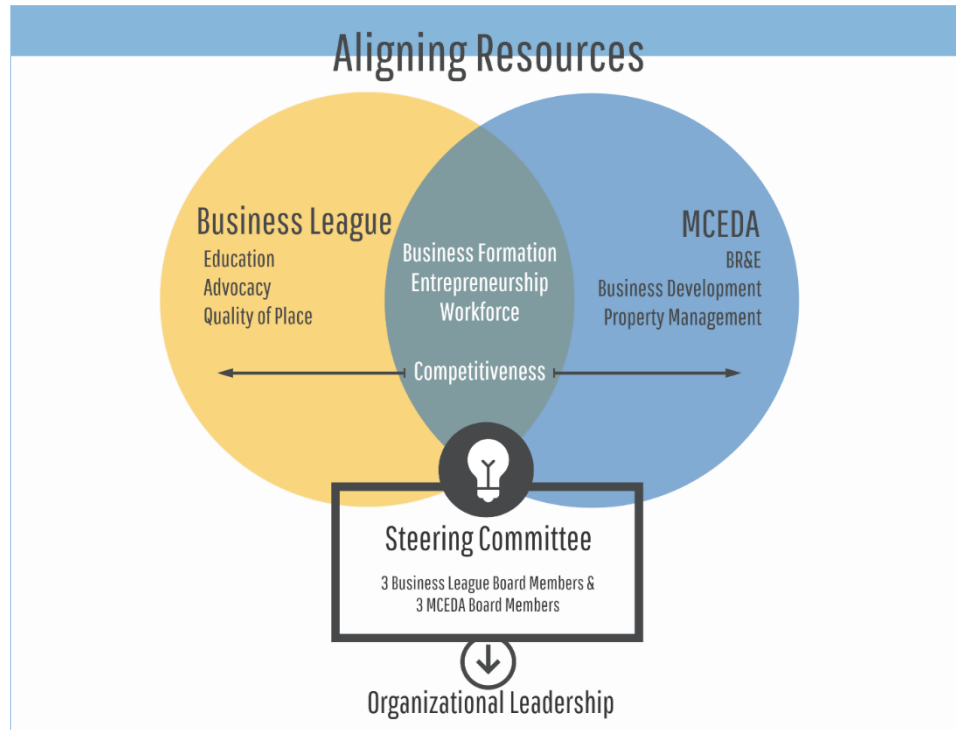 Aligning Resources
Business League
Education
Advocacy
Quality of Place
Business Formation
Entrepreneurship
Workforce
Competitiveness
MCEDA
BR&E
Business Development
Property Management
Steering Committee
3 Business League Board Members &
3 MCEDA Board Members
Organizational Leadership